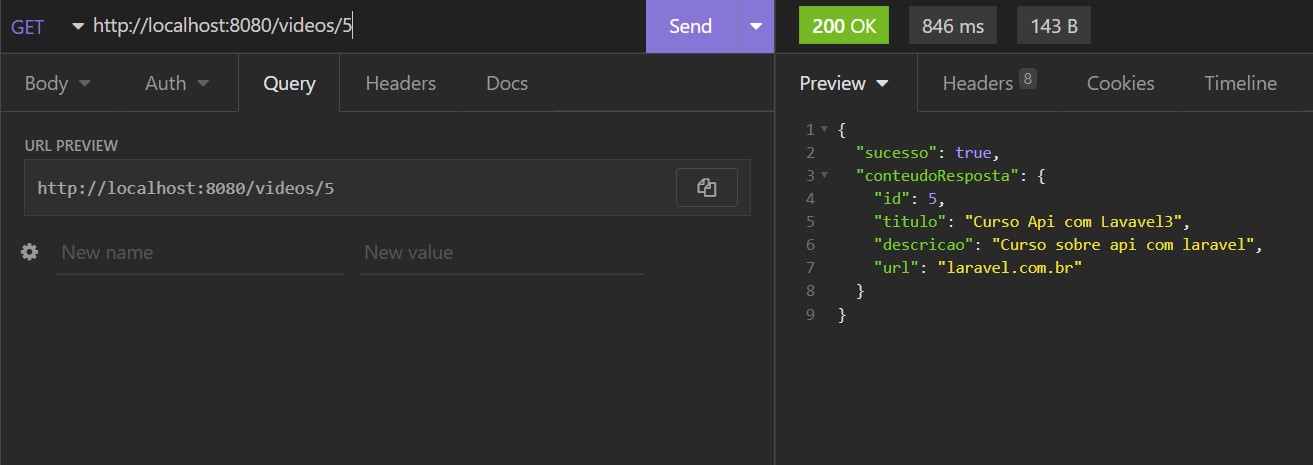 GET http://localhost:8080/videos/5 Send 200 OK 846 ms 143 B
Body Auth Query Headers Docs
Preview Headers 8 Cookies Timeline
URL PREVIEW
http://localhost:8080/videos/5
New name New value
1 {
2 "sucesso": true,
3 "conteudoResposta": {
4 "id": 5,
5 "titulo": "Curso Api com Lavavel3",
6 "descricao": "Curso sobre api com laravel",
7 "url": "laravel.com.br"
8 }
9 }